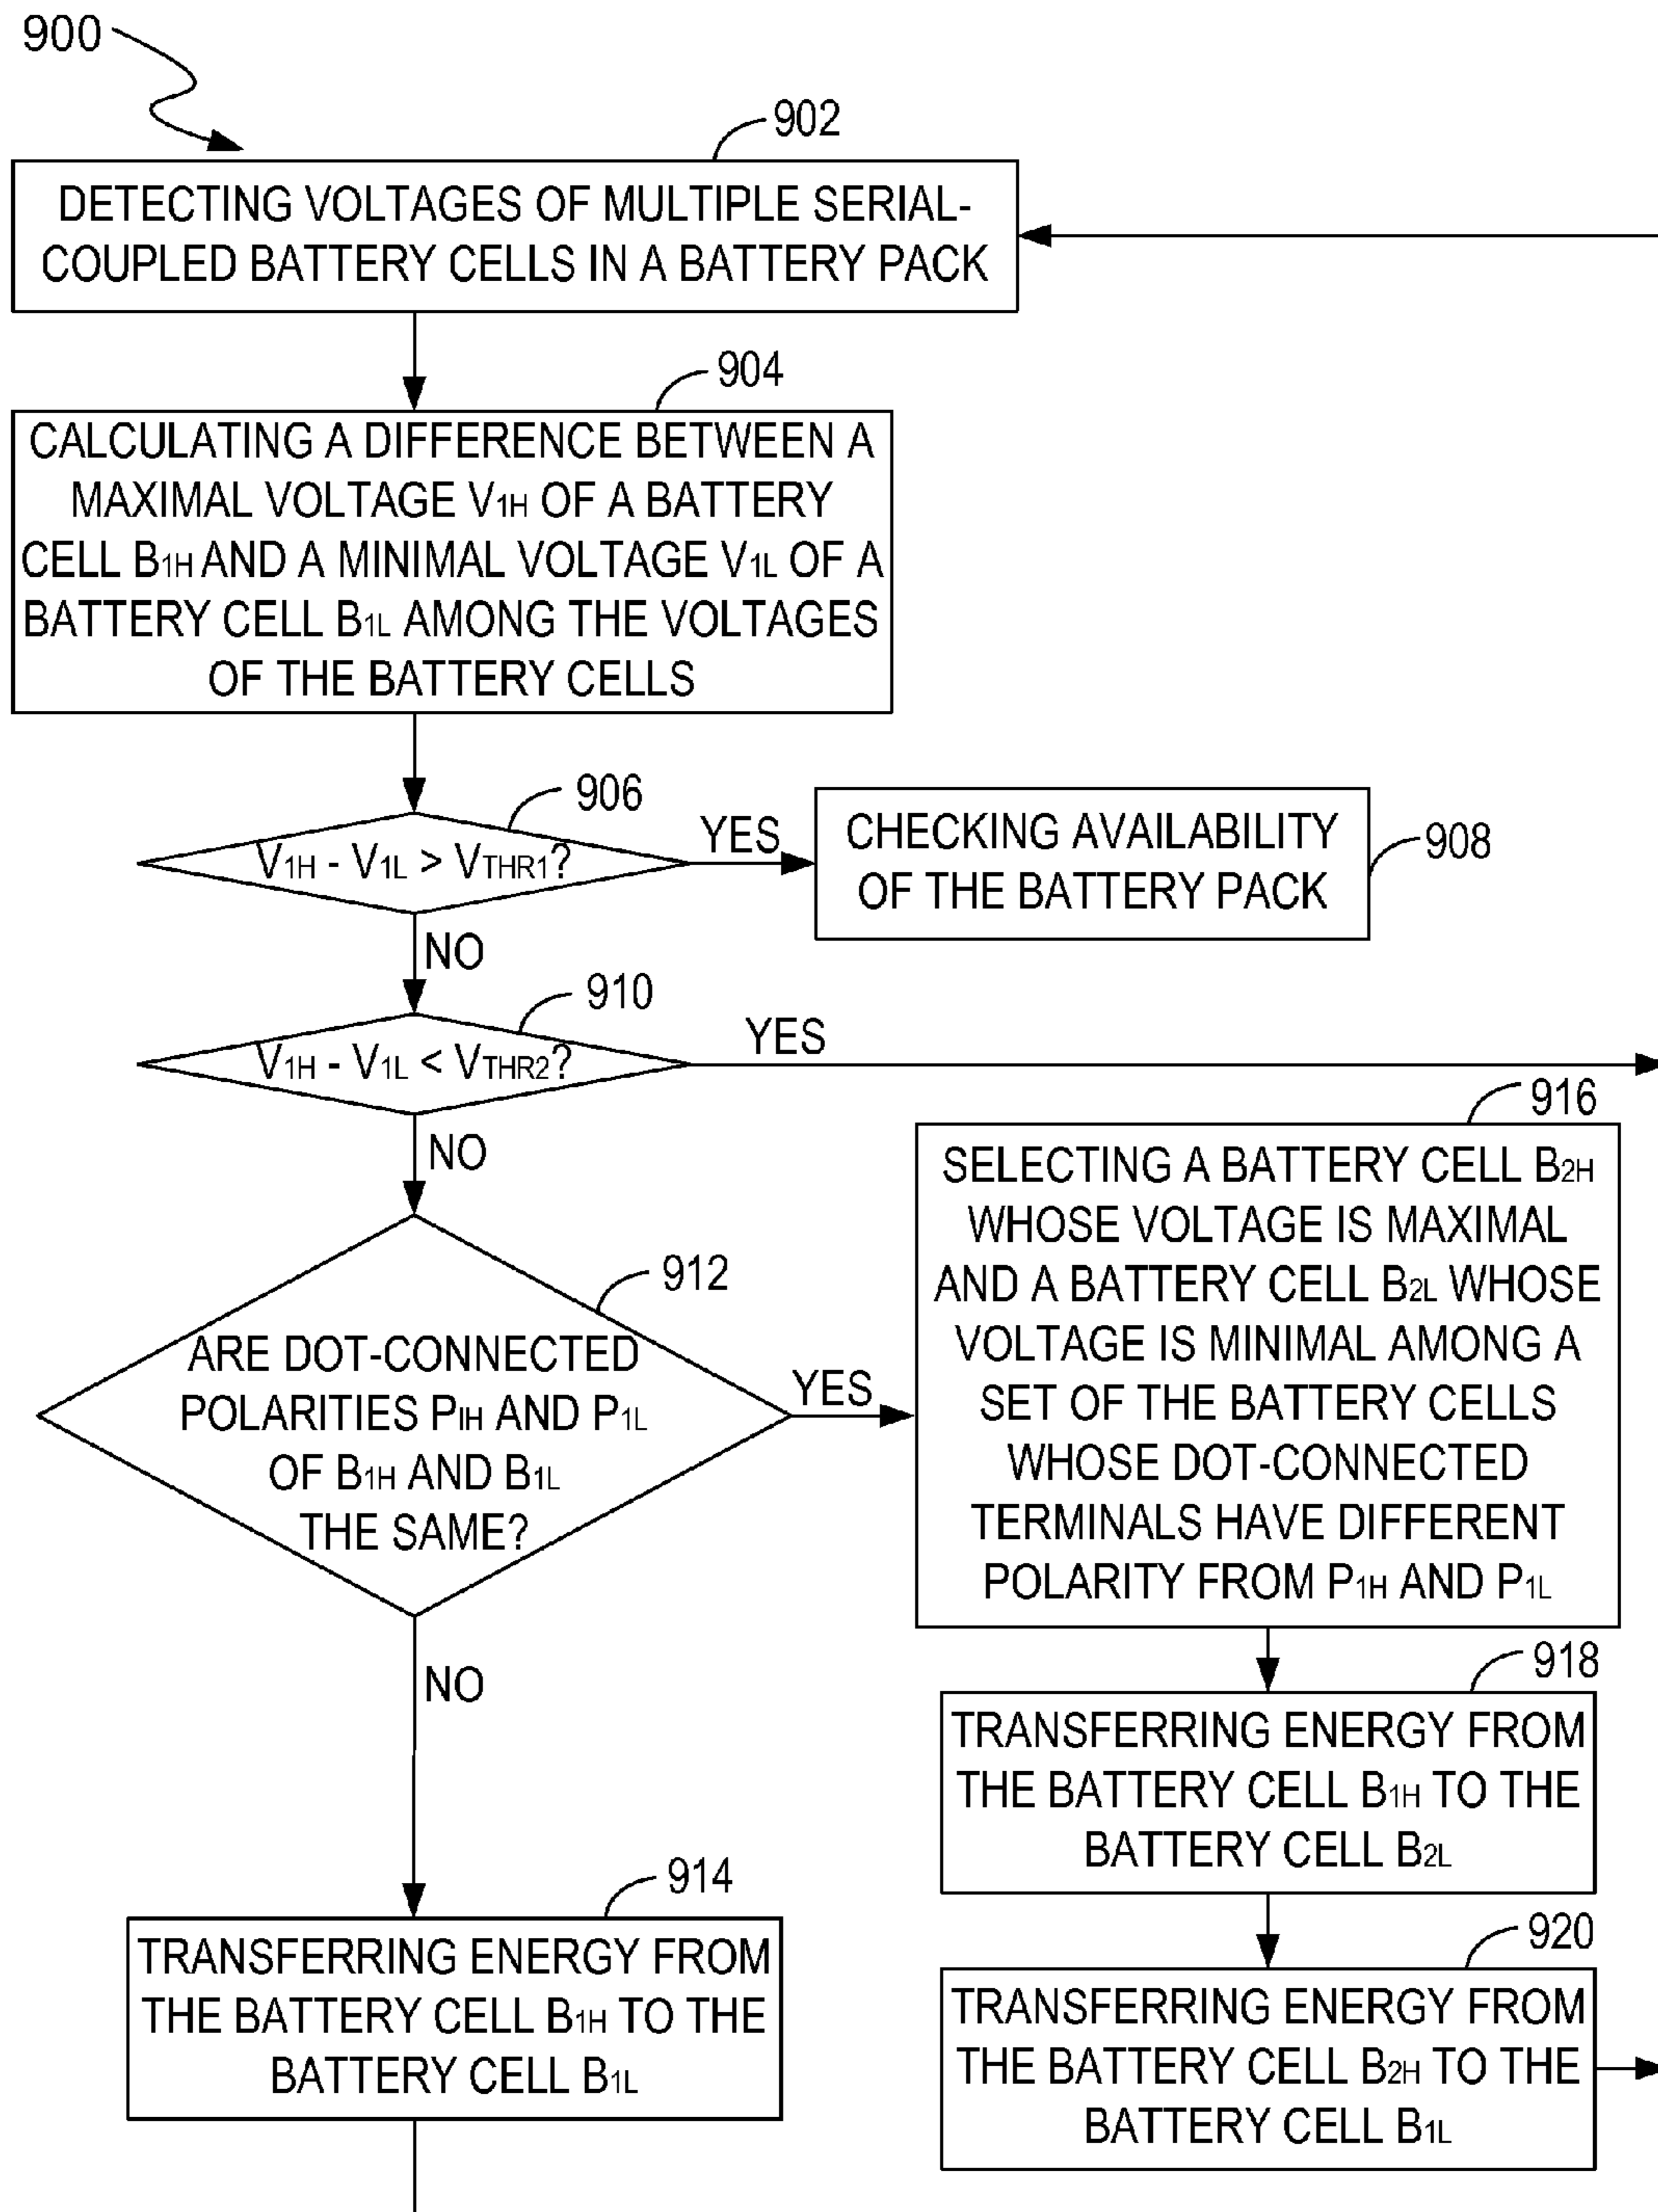 900
902
DETECTING VOLTAGES OF MULTIPLE SERIAL-
COUPLED BATTERY CELLS IN A BATTERY PACK
904
CALCULATING A DIFFERENCE BETWEEN A
MAXIMAL VOLTAGE V1H OF A BATTERY
CELL B1H AND A MINIMAL VOLTAGE V1L OF A
BATTERY CELL B1L AMONG THE VOLTAGES
OF THE BATTERY CELLS
906
V1H - V1L > VTHR1?
YES
CHECKING AVAILABILITY
OF THE BATTERY PACK
908
NO
910
V1H - V1L < VTHR2?
YES
NO
912
ARE DOT-CONNECTED
POLARITIES PIH AND P1L
OF B1H AND B1L
THE SAME?
YES
916
SELECTING A BATTERY CELL B2H
WHOSE VOLTAGE IS MAXIMAL
AND A BATTERY CELL B2L WHOSE
VOLTAGE IS MINIMAL AMONG A
SET OF THE BATTERY CELLS
WHOSE DOT-CONNECTED
TERMINALS HAVE DIFFERENT
POLARITY FROM P1H AND P1L
NO
918
TRANSFERRING ENERGY FROM
THE BATTERY CELL B1H TO THE
BATTERY CELL B2L
914
TRANSFERRING ENERGY FROM
THE BATTERY CELL B1H TO THE
BATTERY CELL B1L
920
TRANSFERRING ENERGY FROM
THE BATTERY CELL B2H TO THE
BATTERY CELL B1L